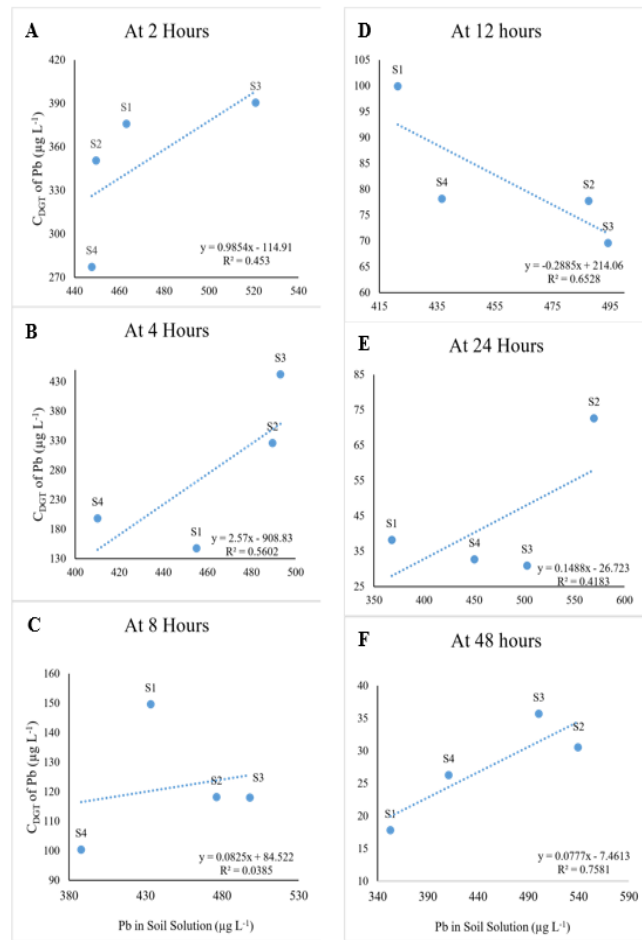 A
At 2 Hours
C_DGT of Pb (µg L⁻¹)
420
390
360
330
300
270
S1
S2
S3
S4
y = 0.9854x - 114.91
R² = 0.453
440
460
480
500
520
540
B
At 4 Hours
C_DGT of Pb (µg L⁻¹)
430
380
330
280
230
180
130
S3
S2
S4
S1
y = 2.57x - 908.83
R² = 0.5602
400
420
440
460
480
500
C
At 8 Hours
C_DGT of Pb (µg L⁻¹)
160
150
140
130
120
110
100
90
S1
S2
S3
S4
y = 0.0825x + 84.522
R² = 0.0385
380
430
480
530
Pb in Soil Solution (µg L⁻¹)
D
At 12 hours
105
100
95
90
85
80
75
70
65
60
S1
S4
S2
S3
y = -0.2885x + 214.06
R² = 0.6528
415
435
455
475
495
E
At 24 Hours
85
75
65
55
45
35
25
S2
S1
S4
S3
y = 0.1488x - 26.723
R² = 0.4183
350
400
450
500
550
600
F
At 48 hours
40
35
30
25
20
15
10
S3
S2
S4
S1
y = 0.0777x - 7.4613
R² = 0.7581
340
390
440
490
540
590
Pb in Soil Solution (µg L⁻¹)